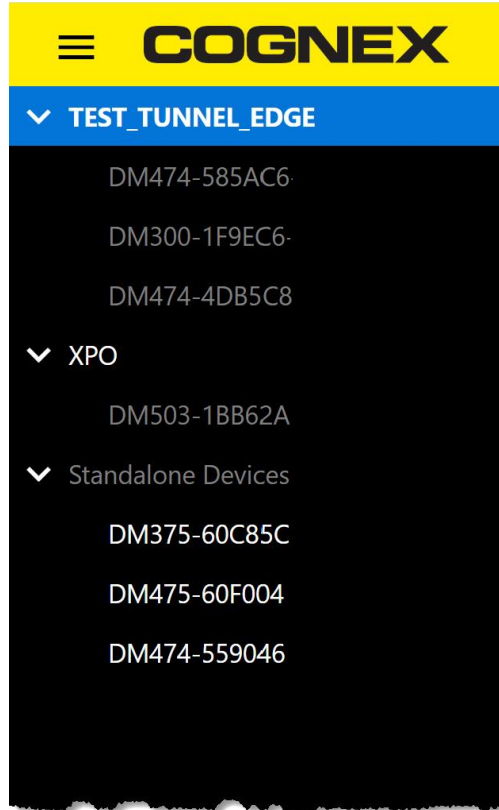 COGNEX
TEST_TUNNEL_EDGE
DM474-585AC6-
DM300-1F9EC6-
DM474-4DB5C8
XPO
DM503-1BB62A
Standalone Devices
DM375-60C85C
DM475-60F004
DM474-559046